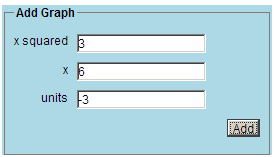 Add Graph
x squared 3
x 6
units -3
Add